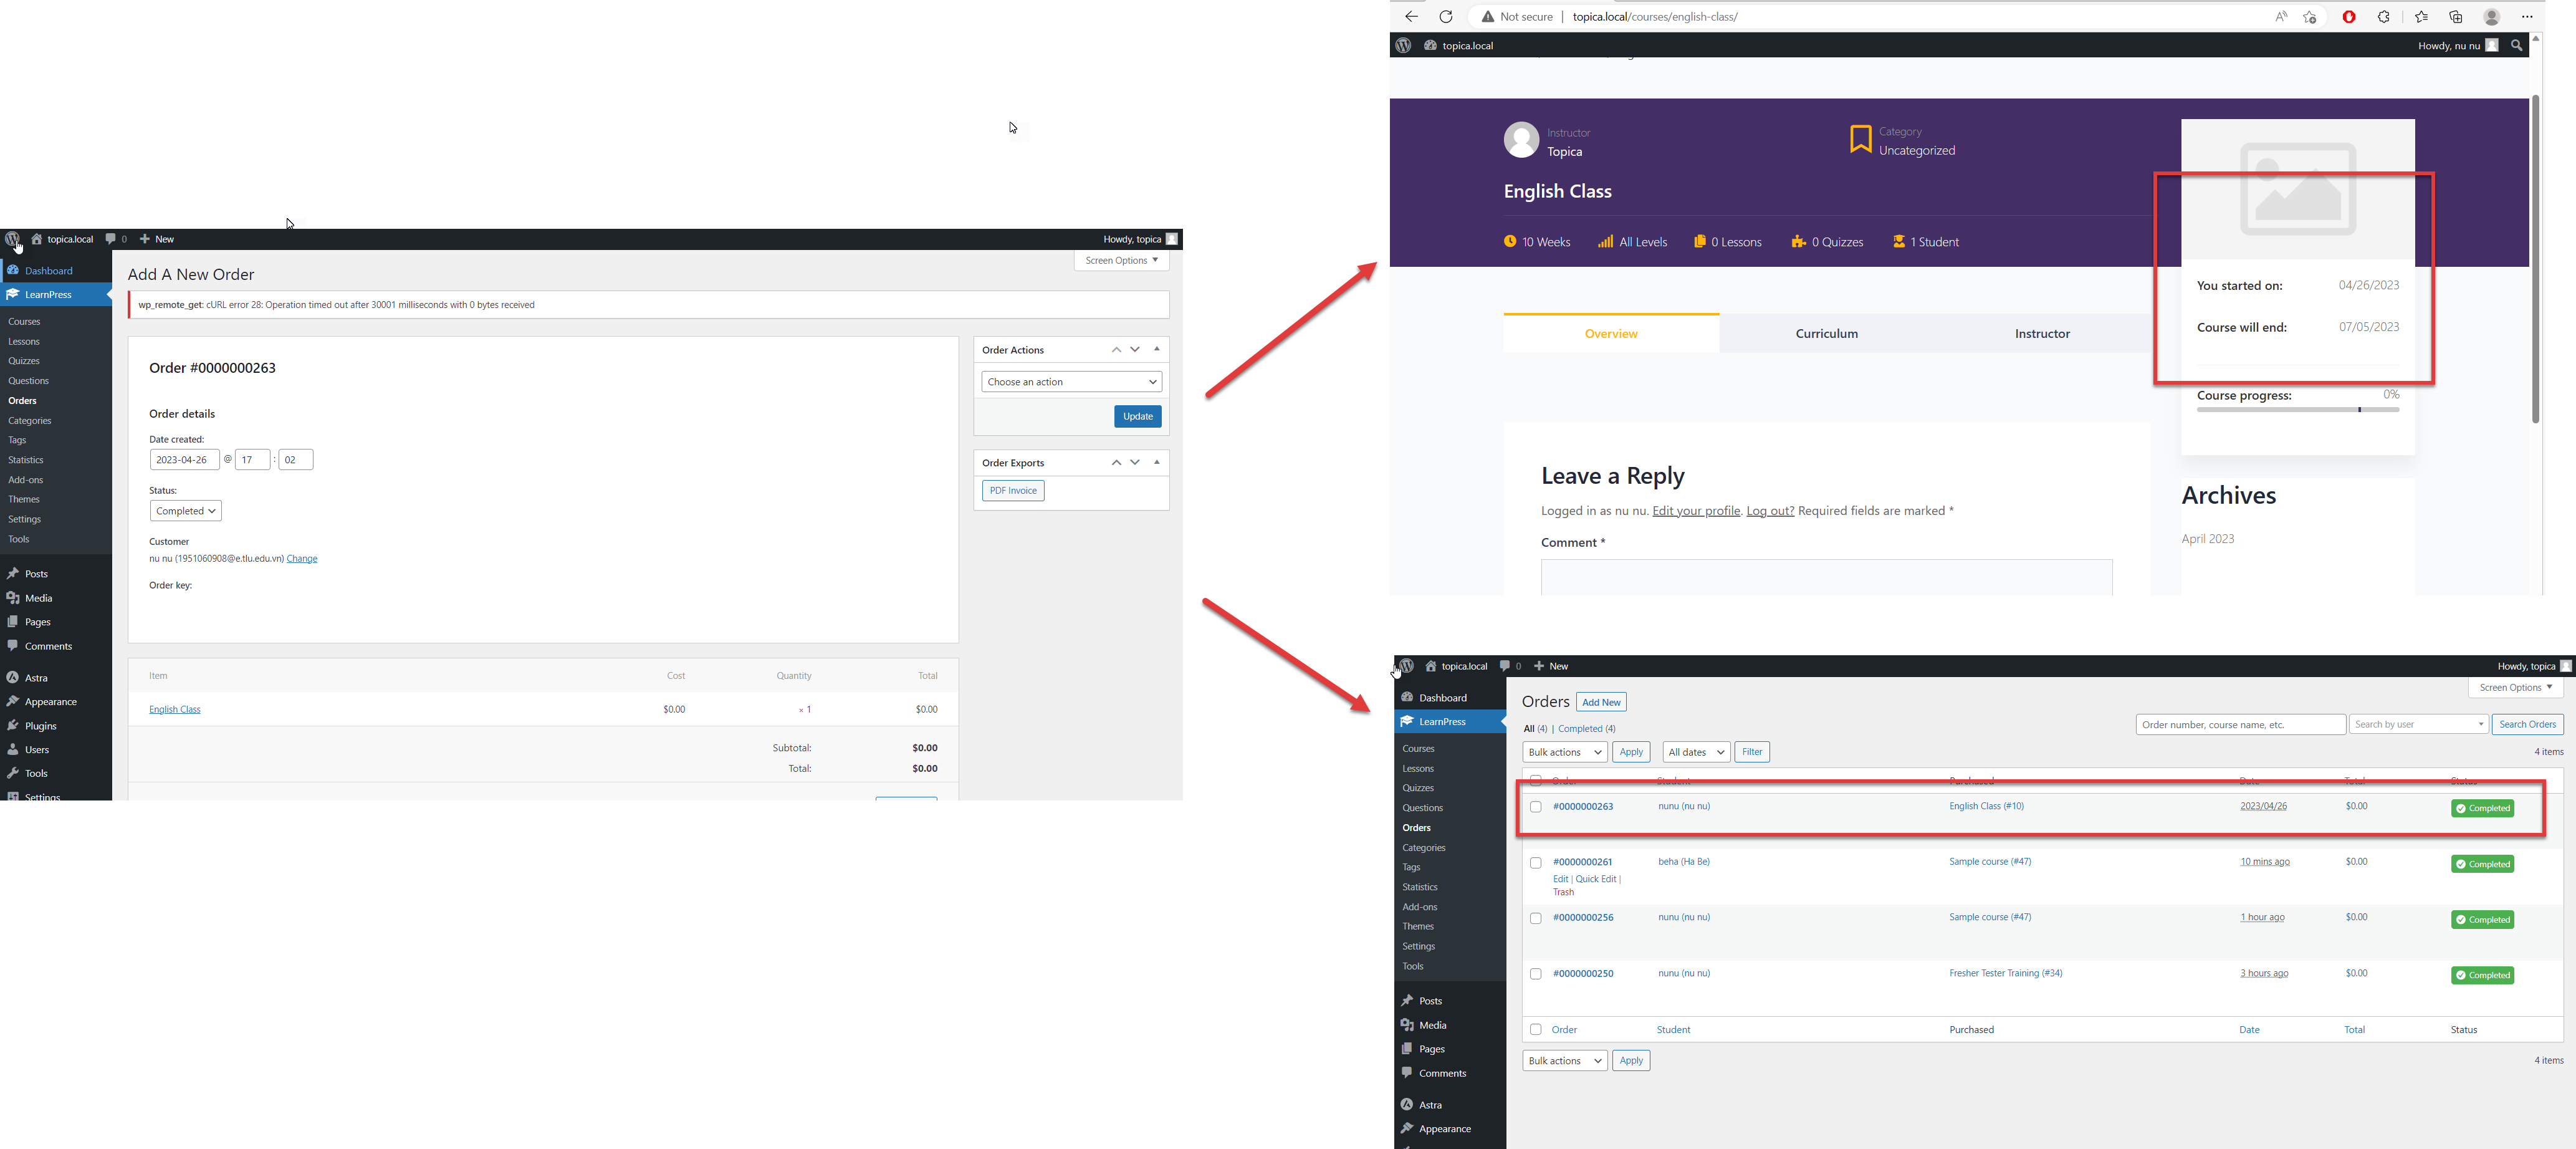 topica.local 0 New
Howdy, topica
Dashboard
LearnPress
Courses
Lessons
Quizzes
Questions
Orders
Categories
Tags
Statistics
Add-ons
Themes
Settings
Tools
Posts
Media
Pages
Comments
Astra
Appearance
Plugins
Users
Tools
Settings
Screen Options
Add A New Order
wp_remote_get: cURL error 28: Operation timed out after 30001 milliseconds with 0 bytes received
Order #0000000263
Order details
Date created:
2023-04-26 @ 17 : 02
Status:
Completed
Customer
nu nu (1951060908@e.tlu.edu.vn) Change
Order key:
Order Actions
Choose an action
Update
Order Exports
PDF Invoice
Item Cost Quantity Total
English Class $0.00 × 1 $0.00
Subtotal: $0.00
Total: $0.00
Not secure | topica.local/courses/english-class/
topica.local
Howdy, nu nu
Instructor
Topica
Category
Uncategorized
English Class
10 Weeks All Levels 0 Lessons 0 Quizzes 1 Student
Overview Curriculum Instructor
You started on: 04/26/2023
Course will end: 07/05/2023
Course progress: 0%
Leave a Reply
Logged in as nu nu. Edit your profile. Log out? Required fields are marked *
Comment *
Archives
April 2023
topica.local 0 New
Howdy, topica
Dashboard
LearnPress
Courses
Lessons
Quizzes
Questions
Orders
Categories
Tags
Statistics
Add-ons
Themes
Settings
Tools
Posts
Media
Pages
Comments
Astra
Appearance
Screen Options
Orders Add New
All (4) | Completed (4)
Order number, course name, etc. Search by user Search Orders
Bulk actions Apply All dates Filter
4 items
Order Student Purchased Date Total Status
#0000000263 nunu (nu nu) English Class (#10) 2023/04/26 $0.00 Completed
#0000000261 beha (Ha Be) Sample course (#47) 10 mins ago $0.00 Completed
Edit | Quick Edit |
Trash
#0000000256 nunu (nu nu) Sample course (#47) 1 hour ago $0.00 Completed
#0000000250 nunu (nu nu) Fresher Tester Training (#34) 3 hours ago $0.00 Completed
Order Student Purchased Date Total Status
Bulk actions Apply
4 items